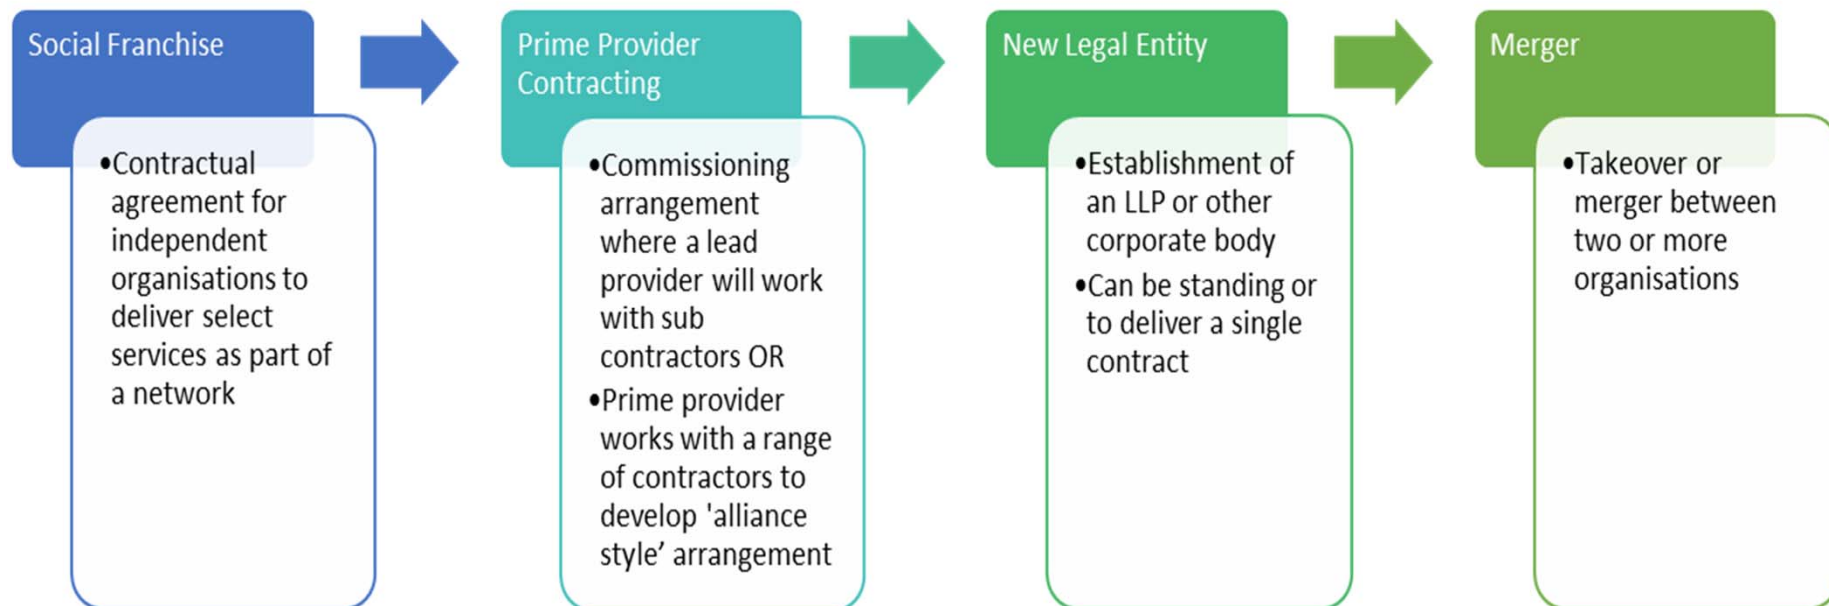 Social Franchise
•Contractual
agreement for
independent
organisations to
deliver select
services as part of
a network
Prime Provider
Contracting
•Commissioning
arrangement
where a lead
provider will work
with sub
contractors OR
•Prime provider
works with a range
of contractors to
develop 'alliance
style’ arrangement
New Legal Entity
•Establishment of
an LLP or other
corporate body
•Can be standing or
to deliver a single
contract
Merger
•Takeover or
merger between
two or more
organisations